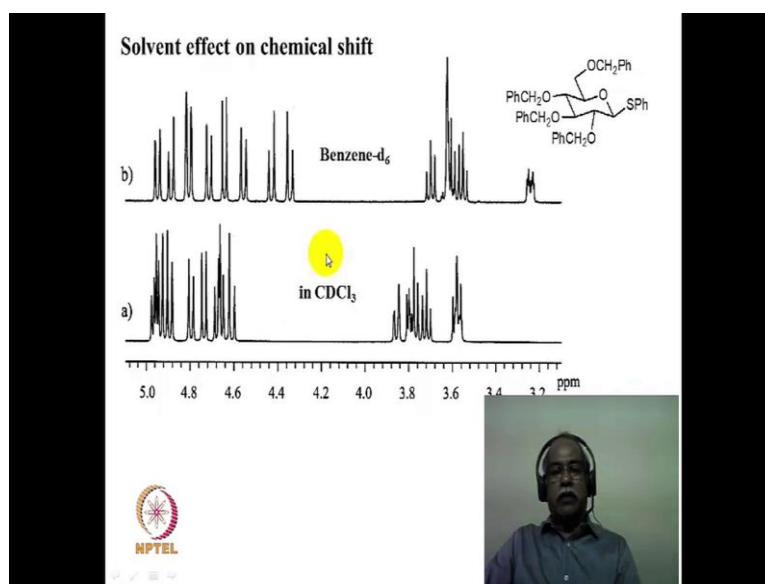 Solvent effect on chemical shift
OCH₂Ph
PhCH₂O
O
SPh
PhCH₂O
PhCH₂O
Benzene-d₆
b)
in CDCl₃
a)
5.0 4.8 4.6 4.4 4.2 4.0 3.8 3.6 3.4 3.2 ppm
NPTEL